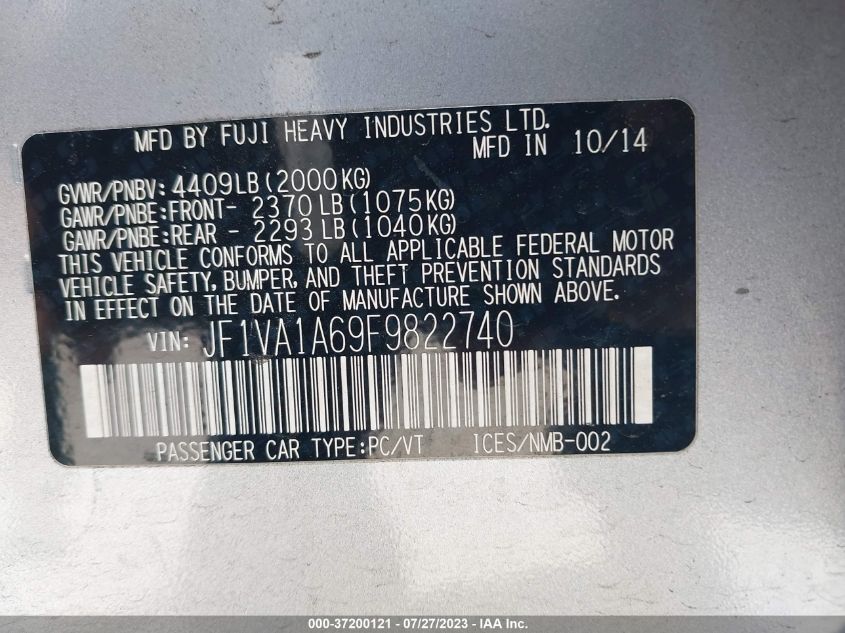 MFD BY FUJI HEAVY INDUSTRIES LTD.
MFD IN 10/14
GVWR/PNBV: 4409LB(2000KG)
GAWR/PNBE:FRONT- 2370LB(1075KG)
GAWR/PNBE:REAR - 2293LB(1040KG)
THIS VEHICLE CONFORMS TO ALL APPLICABLE FEDERAL MOTOR
VEHICLE SAFETY, BUMPER, AND THEFT PREVENTION STANDARDS
IN EFFECT ON THE DATE OF MANUFACTURE SHOWN ABOVE.
VIN: JF1VA1A69F9822740
PASSENGER CAR TYPE:PC/VT ICES/NMB-002
000-37200121 - 07/27/2023 - IAA Inc.